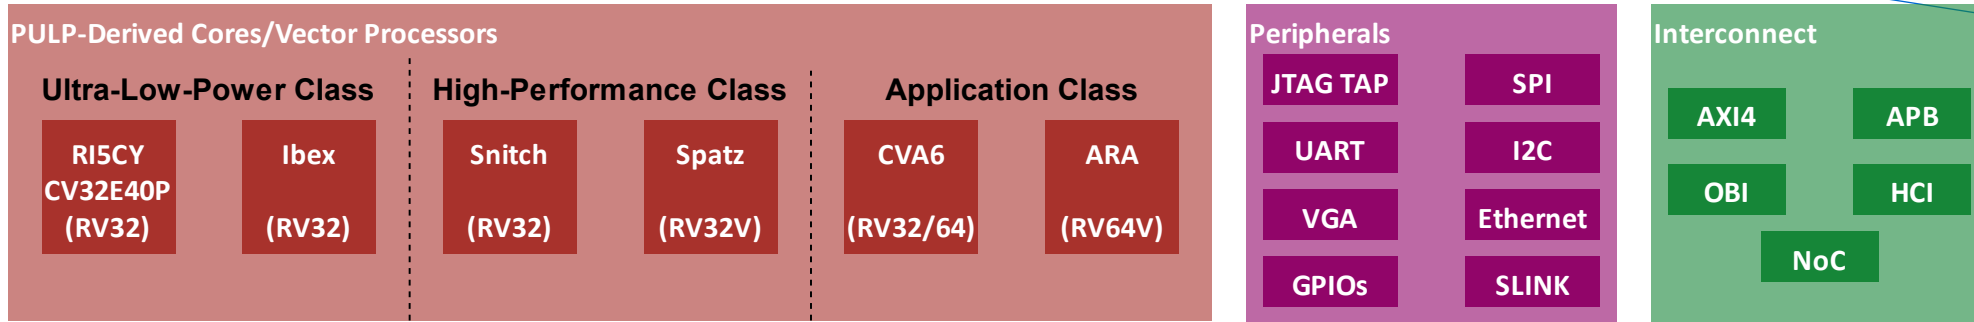 PULP-Derived Cores/Vector Processors
Ultra-Low-Power Class
RI5CY
CV32E40P
(RV32)
Ibex
(RV32)
High-Performance Class
Snitch
(RV32)
Spatz
(RV32V)
Application Class
CVA6
(RV32/64)
ARA
(RV64V)
Peripherals
JTAG TAP
SPI
UART
I2C
VGA
Ethernet
GPIOs
SLINK
Interconnect
AXI4
APB
OBI
HCI
NoC